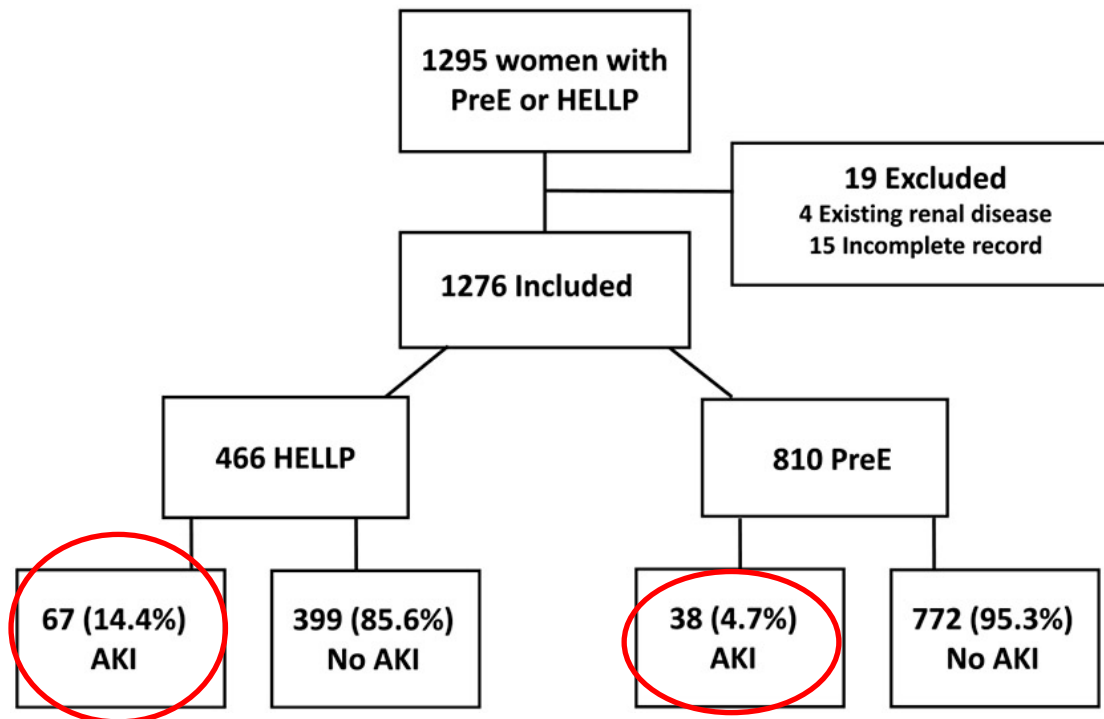 1295 women with
PreE or HELLP
19 Excluded
4 Existing renal disease
15 Incomplete record
1276 Included
466 HELLP
810 PreE
67 (14.4%)
AKI
399 (85.6%)
No AKI
38 (4.7%)
AKI
772 (95.3%)
No AKI